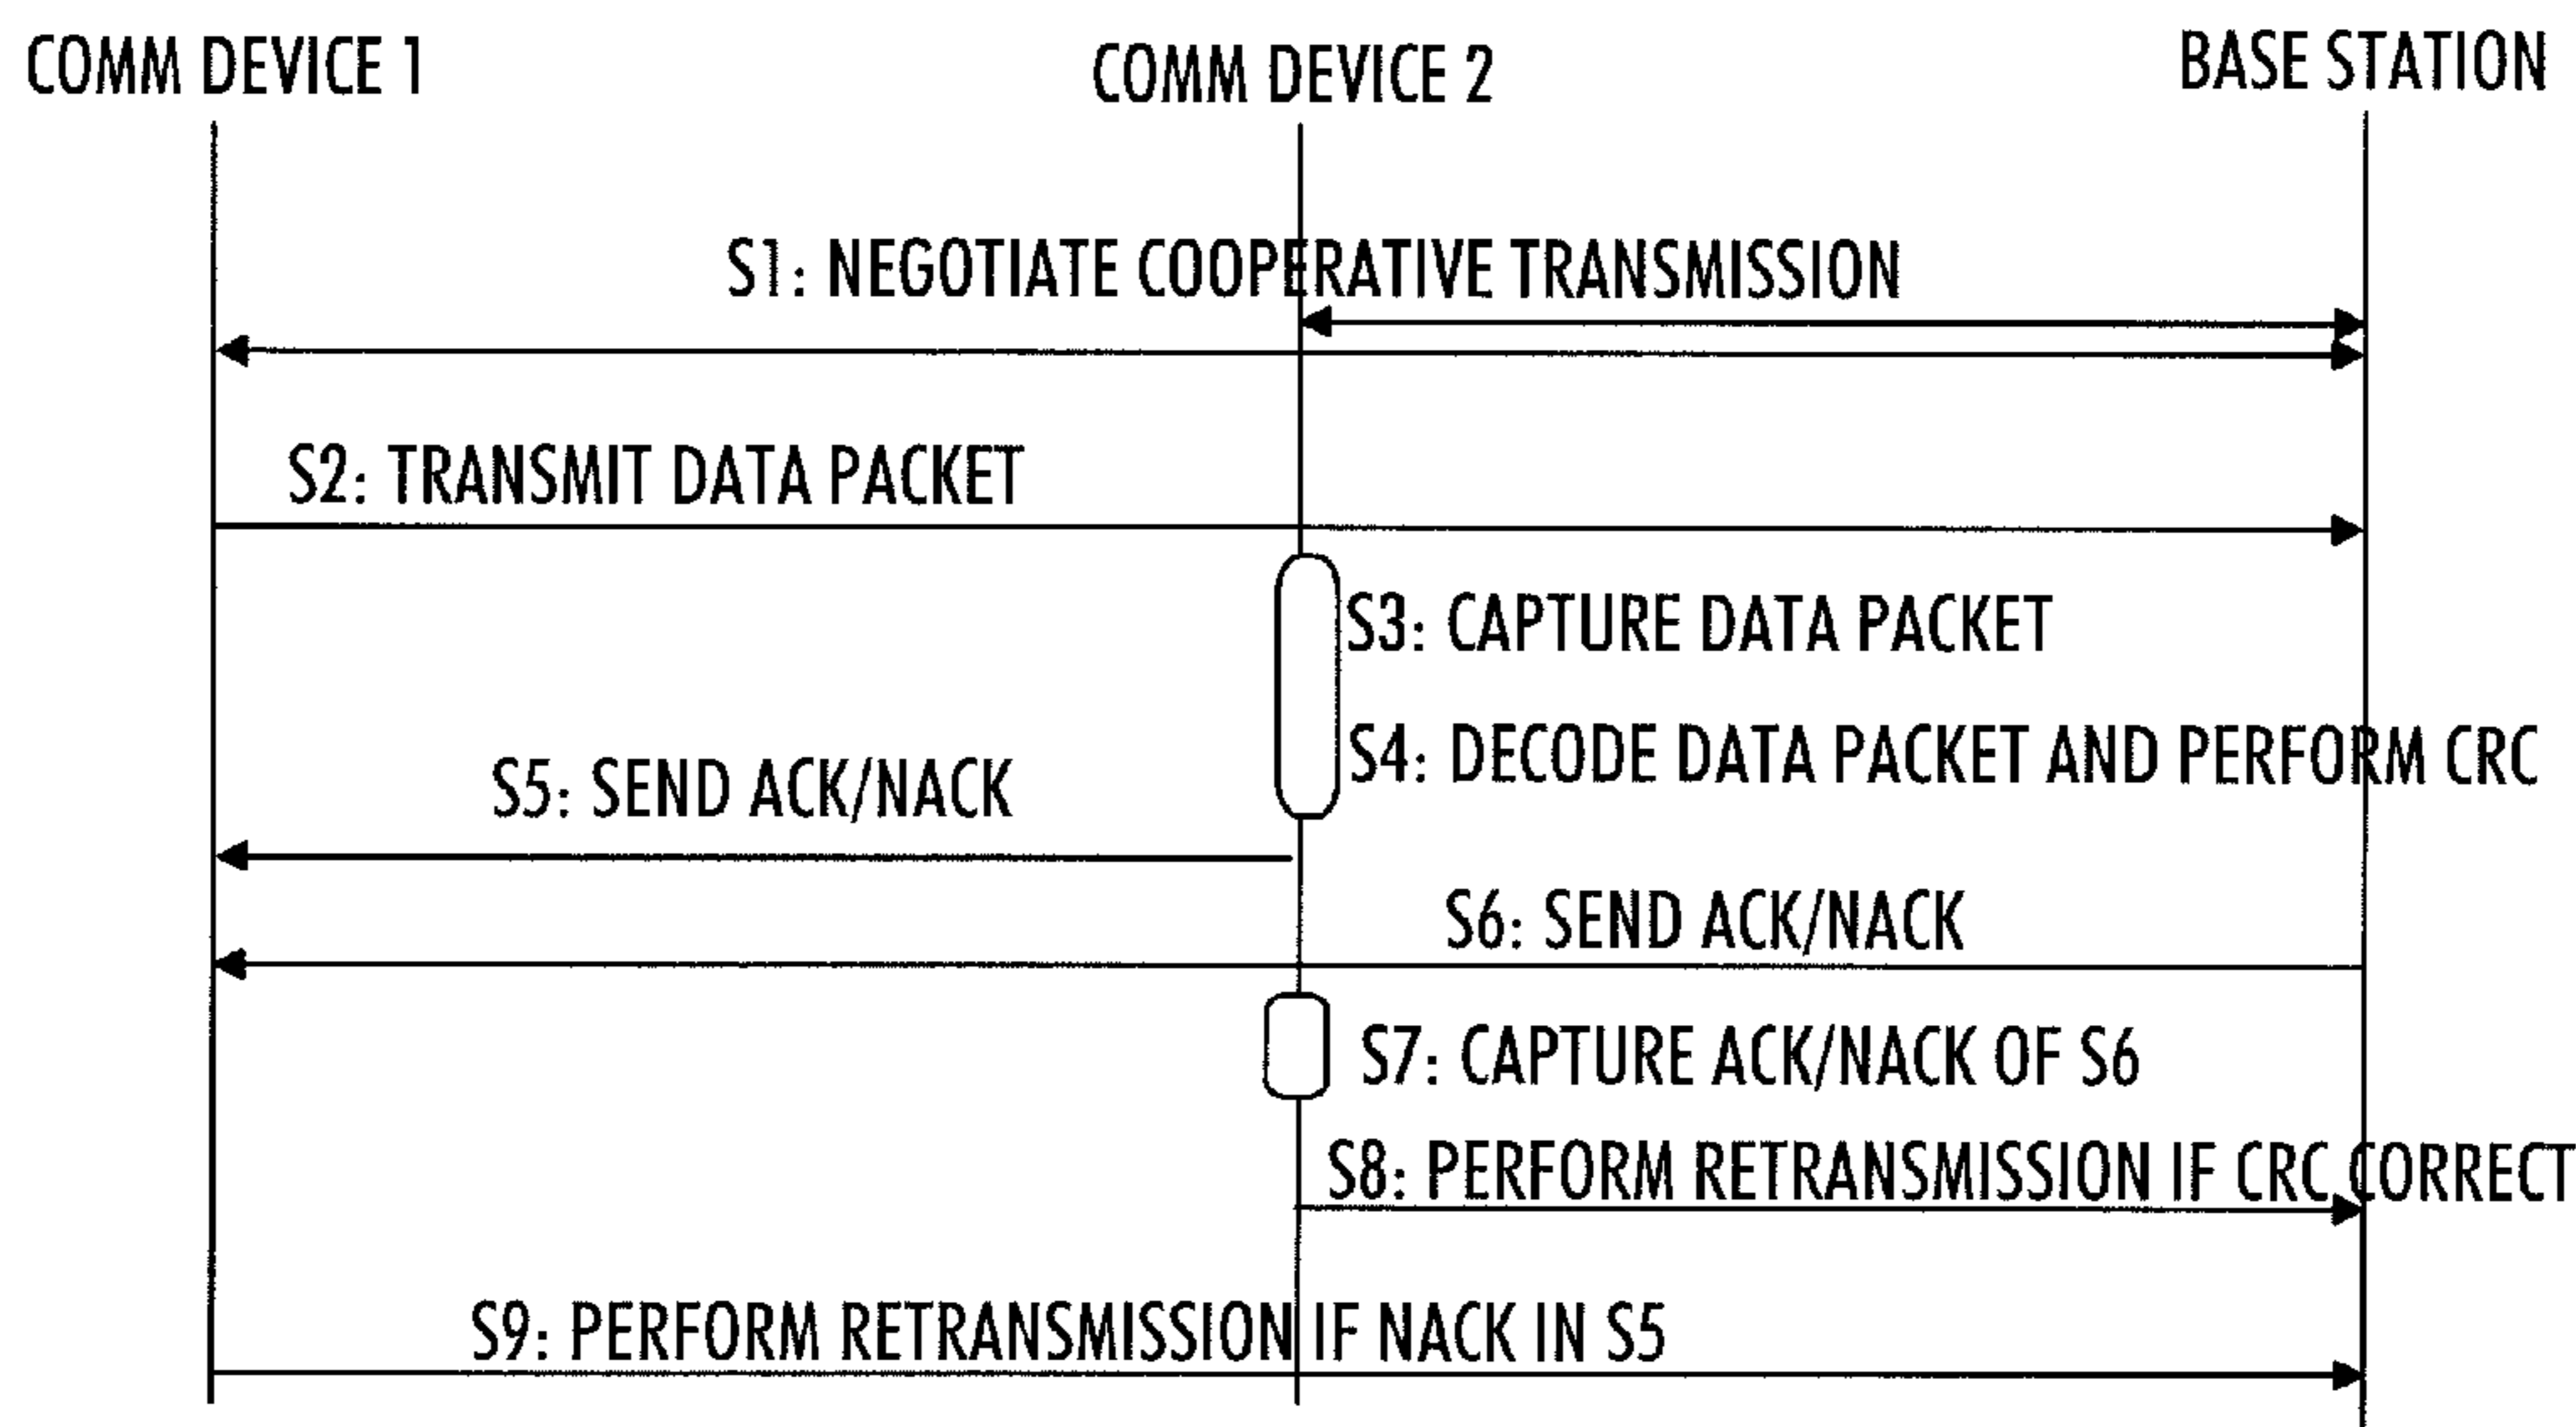 COMM DEVICE 1
COMM DEVICE 2
BASE STATION
S1: NEGOTIATE COOPERATIVE TRANSMISSION
S2: TRANSMIT DATA PACKET
S3: CAPTURE DATA PACKET
S4: DECODE DATA PACKET AND PERFORM CRC
S5: SEND ACK/NACK
S6: SEND ACK/NACK
S7: CAPTURE ACK/NACK OF S6
S8: PERFORM RETRANSMISSION IF CRC CORRECT
S9: PERFORM RETRANSMISSION IF NACK IN S5